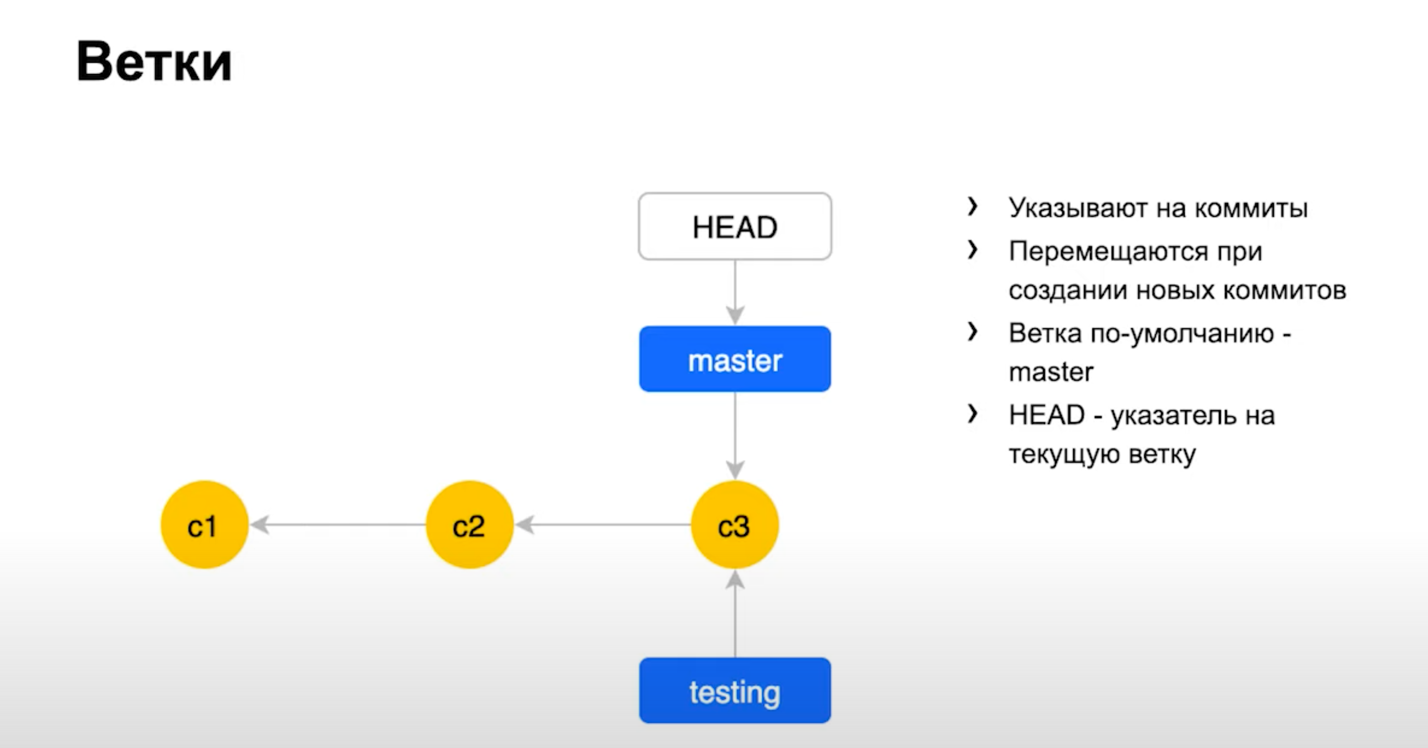 Ветки
HEAD
master
c1
c2
c3
testing
❯ Указывают на коммиты
❯ Перемещаются при
создании новых коммитов
❯ Ветка по-умолчанию -
master
❯ HEAD - указатель на
текущую ветку